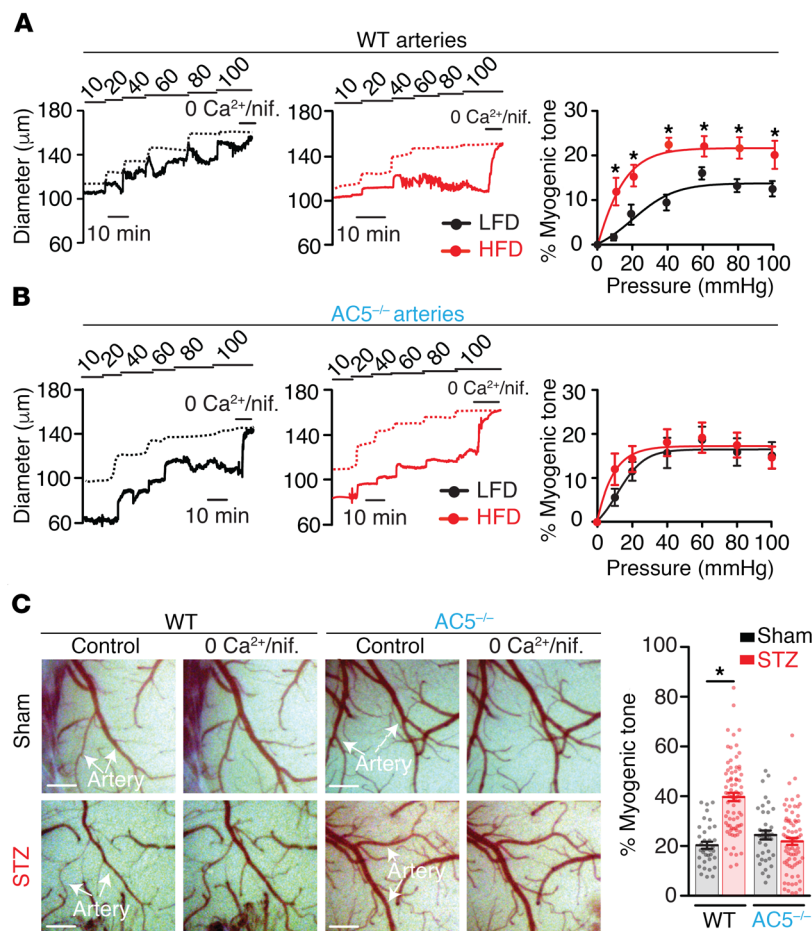 A
WT arteries
10 20 40 60 80 100
0 Ca²⁺/nif.
Diameter (μm)
180
140
100
60
10 min
10 20 40 60 80 100
0 Ca²⁺/nif.
180
140
100
60
10 min
LFD
HFD
% Myogenic tone
30
20
10
0
* * * * * *
0 20 40 60 80 100
Pressure (mmHg)
B
AC5⁻/⁻ arteries
10 20 40 60 80 100
0 Ca²⁺/nif.
Diameter (μm)
180
140
100
60
10 min
10 20 40 60 80 100
0 Ca²⁺/nif.
180
140
100
60
10 min
LFD
HFD
% Myogenic tone
30
20
10
0
0 20 40 60 80 100
Pressure (mmHg)
C
WT AC5⁻/⁻
Control 0 Ca²⁺/nif. Control 0 Ca²⁺/nif.
Sham
Artery
Artery
STZ
Artery
Artery
% Myogenic tone
100
80
60
40
20
0
Sham
STZ
*
WT AC5⁻/⁻